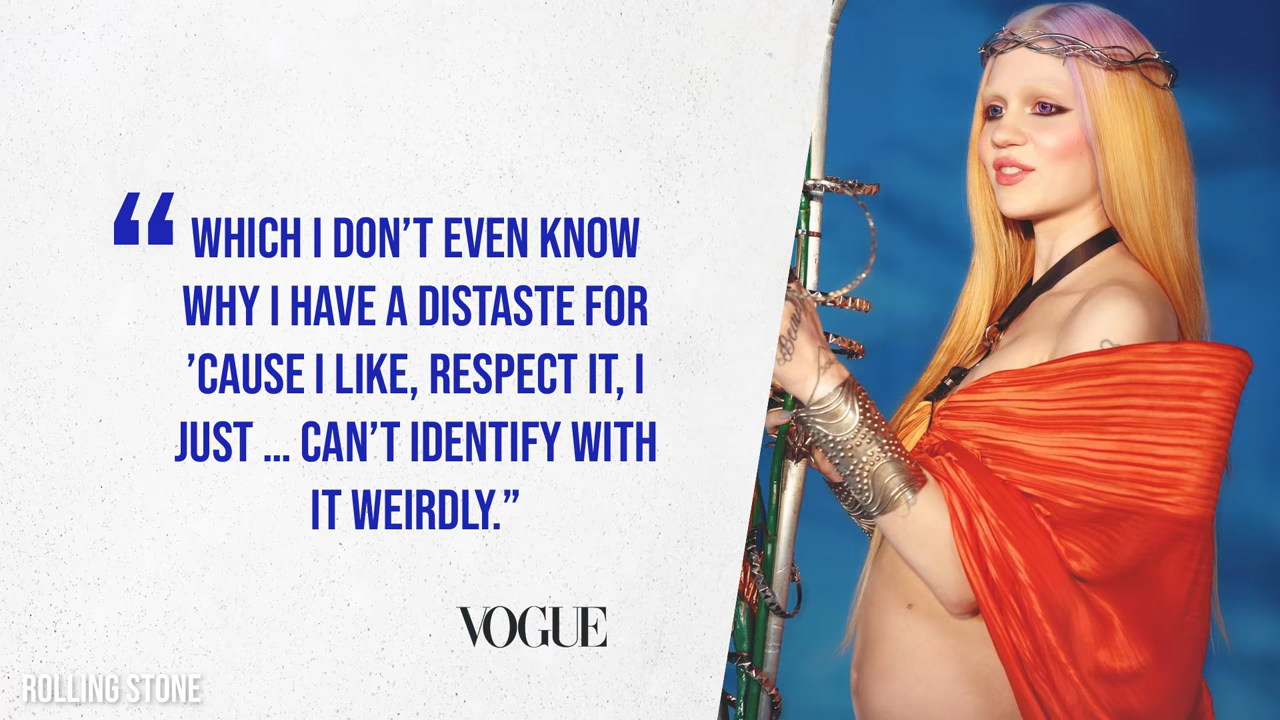 “ WHICH I DON’T EVEN KNOW
WHY I HAVE A DISTASTE FOR
’CAUSE I LIKE, RESPECT IT, I
JUST ... CAN’T IDENTIFY WITH
IT WEIRDLY.”
VOGUE
ROLLING STONE
Beau